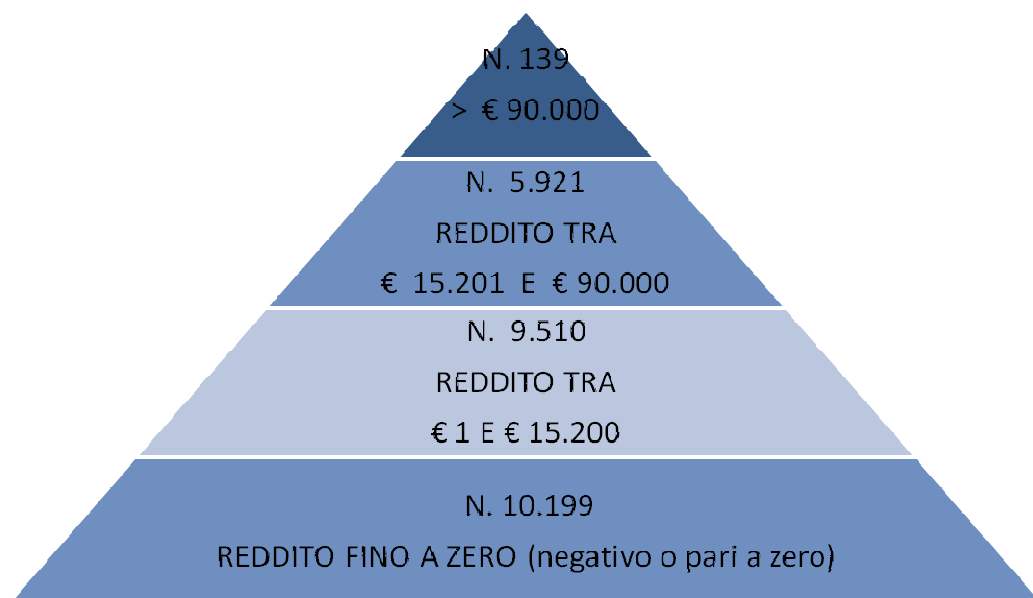 N. 139
> € 90.000
N. 5.921
REDDITO TRA
€ 15.201 E € 90.000
N. 9.510
REDDITO TRA
€ 1 E € 15.200
N. 10.199
REDDITO FINO A ZERO (negativo o pari a zero)